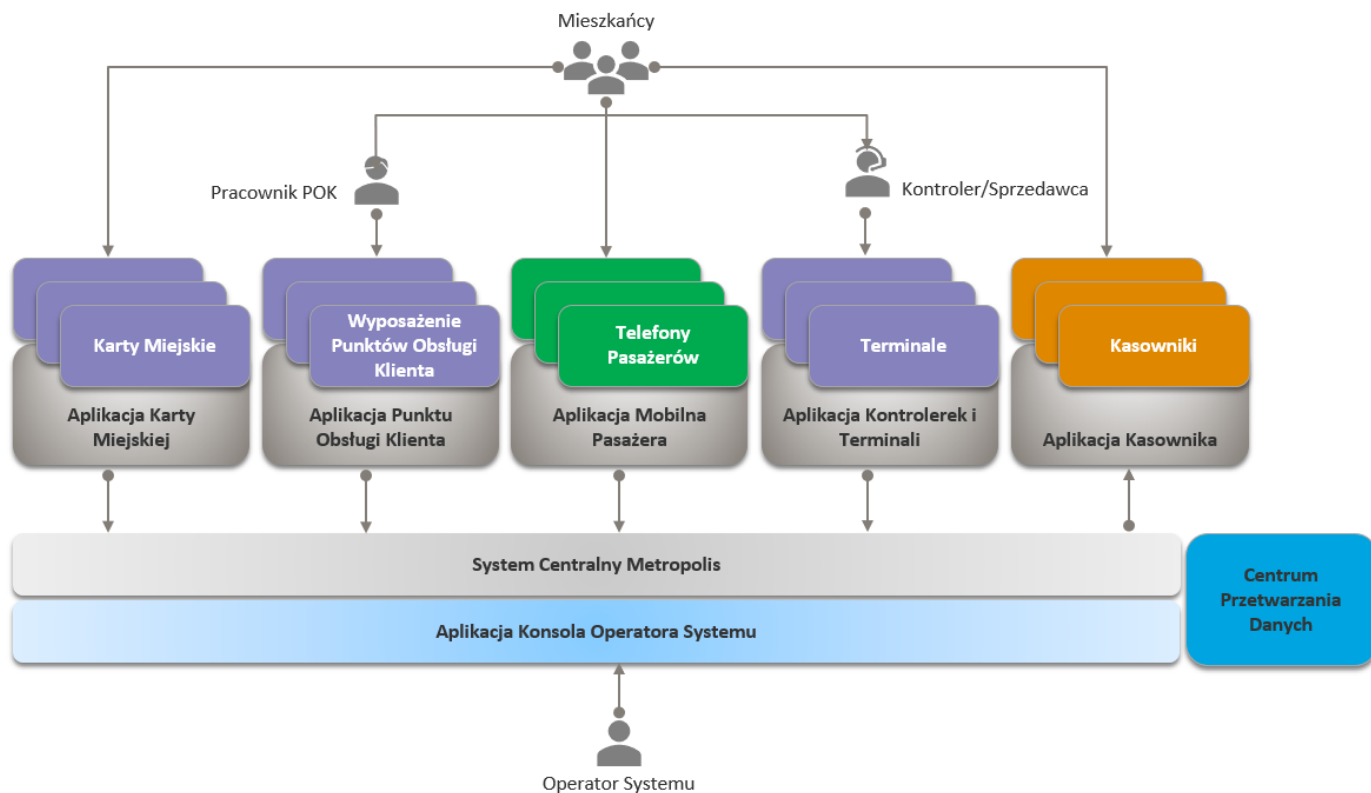 Mieszkańcy
Pracownik POK
Kontroler/Sprzedawca
Karty Miejskie
Aplikacja Karty
Miejskiej
Wyposażenie
Punktów Obsługi
Klienta
Aplikacja Punktu
Obsługi Klienta
Telefony
Pasażerów
Aplikacja Mobilna
Pasażera
Terminale
Aplikacja Kontrolerek i
Terminali
Kasowniki
Aplikacja Kasownika
System Centralny Metropolis
Aplikacja Konsola Operatora Systemu
Centrum
Przetwarzania
Danych
Operator Systemu